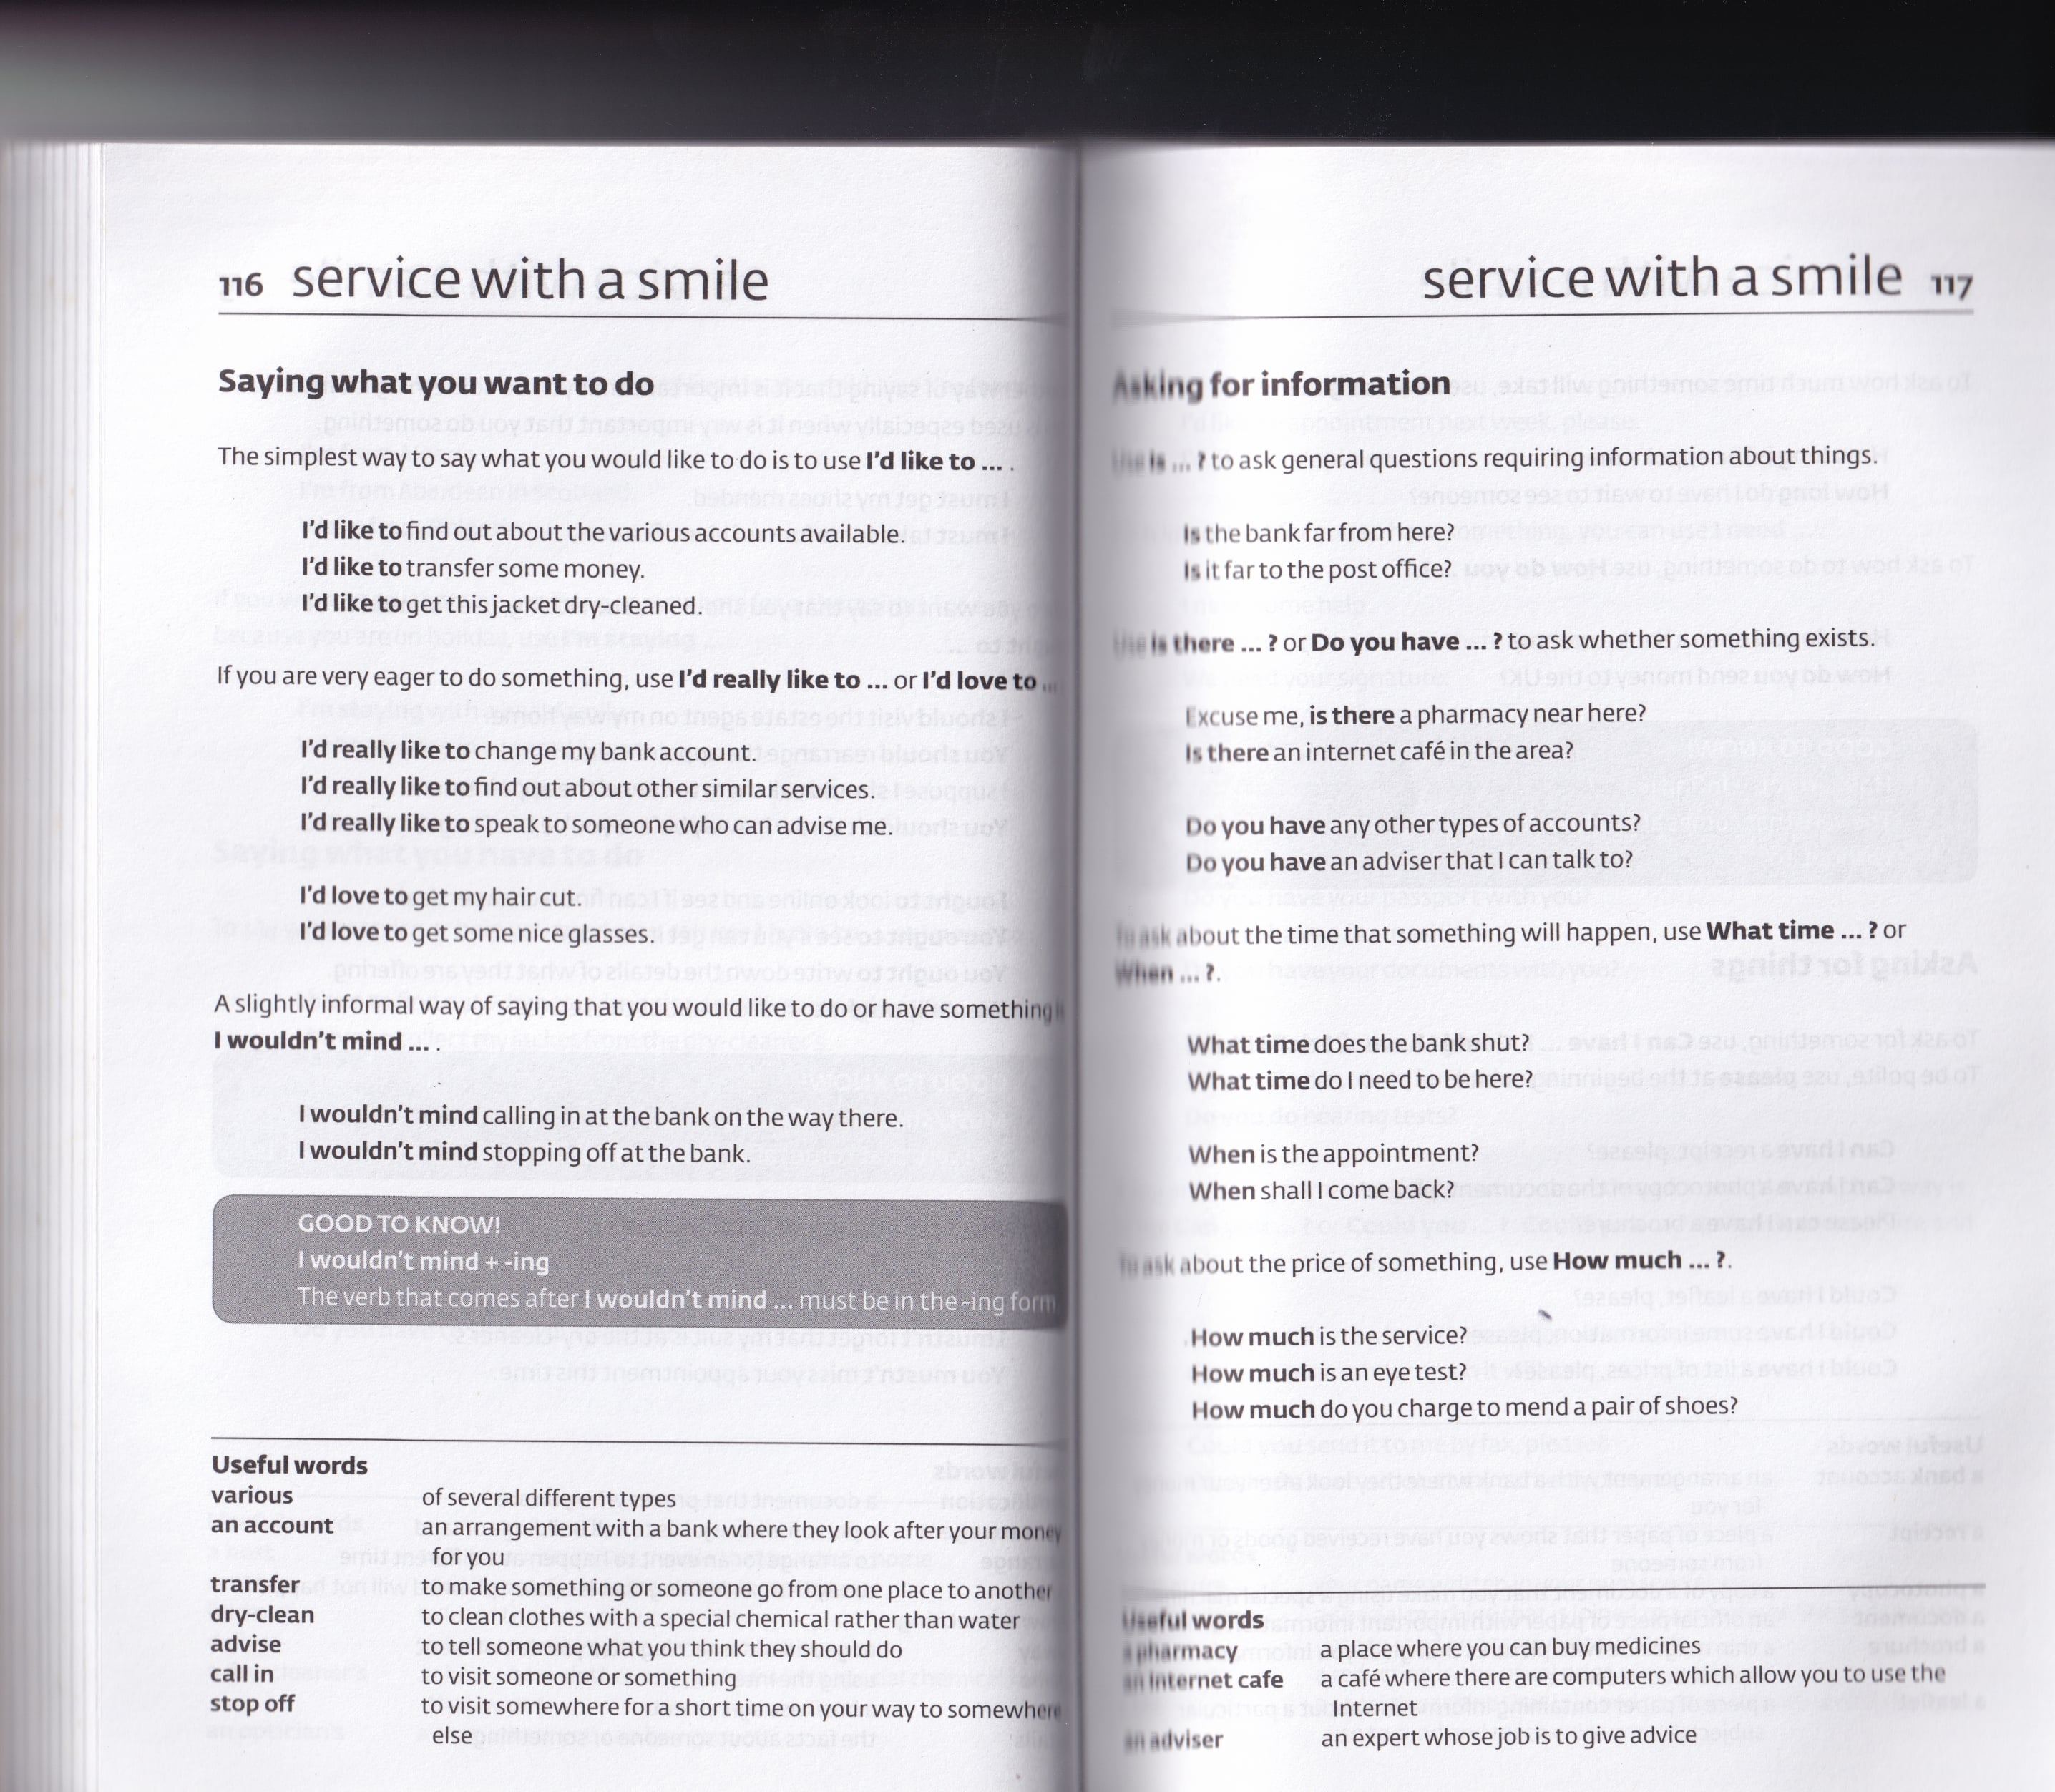 116 service with a smile
Saying what you want to do
The simplest way to say what you would like to do is to use I'd like to ... .
I'd like to find out about the various accounts available.
I'd like to transfer some money.
I'd like to get this jacket dry-cleaned.
If you are very eager to do something, use I'd really like to ... or I'd love to ...
I'd really like to change my bank account.
I'd really like to find out about other similar services.
I'd really like to speak to someone who can advise me.
I'd love to get my hair cut.
I'd love to get some nice glasses.
A slightly informal way of saying that you would like to do or have something
I wouldn't mind ... .
I wouldn't mind calling in at the bank on the way there.
I wouldn't mind stopping off at the bank.
GOOD TO KNOW!
I wouldn't mind + -ing
The verb that comes after I wouldn't mind ... must be in the -ing form
Useful words
various of several different types
an account an arrangement with a bank where they look after your money
for you
transfer to make something or someone go from one place to another
dry-clean to clean clothes with a special chemical rather than water
advise to tell someone what you think they should do
call in to visit someone or something
stop off to visit somewhere for a short time on your way to somewhere
else
service with a smile 117
Asking for information
Use Is ... ? to ask general questions requiring information about things.
Is the bank far from here?
Is it far to the post office?
Use Is there ... ? or Do you have ... ? to ask whether something exists.
Excuse me, is there a pharmacy near here?
Is there an internet café in the area?
Do you have any other types of accounts?
Do you have an adviser that I can talk to?
To ask about the time that something will happen, use What time ... ? or
When ... ?.
What time does the bank shut?
What time do I need to be here?
When is the appointment?
When shall I come back?
To ask about the price of something, use How much ... ?.
How much is the service?
How much is an eye test?
How much do you charge to mend a pair of shoes?
Useful words
a pharmacy a place where you can buy medicines
an Internet cafe a café where there are computers which allow you to use the
Internet
an adviser an expert whose job is to give advice